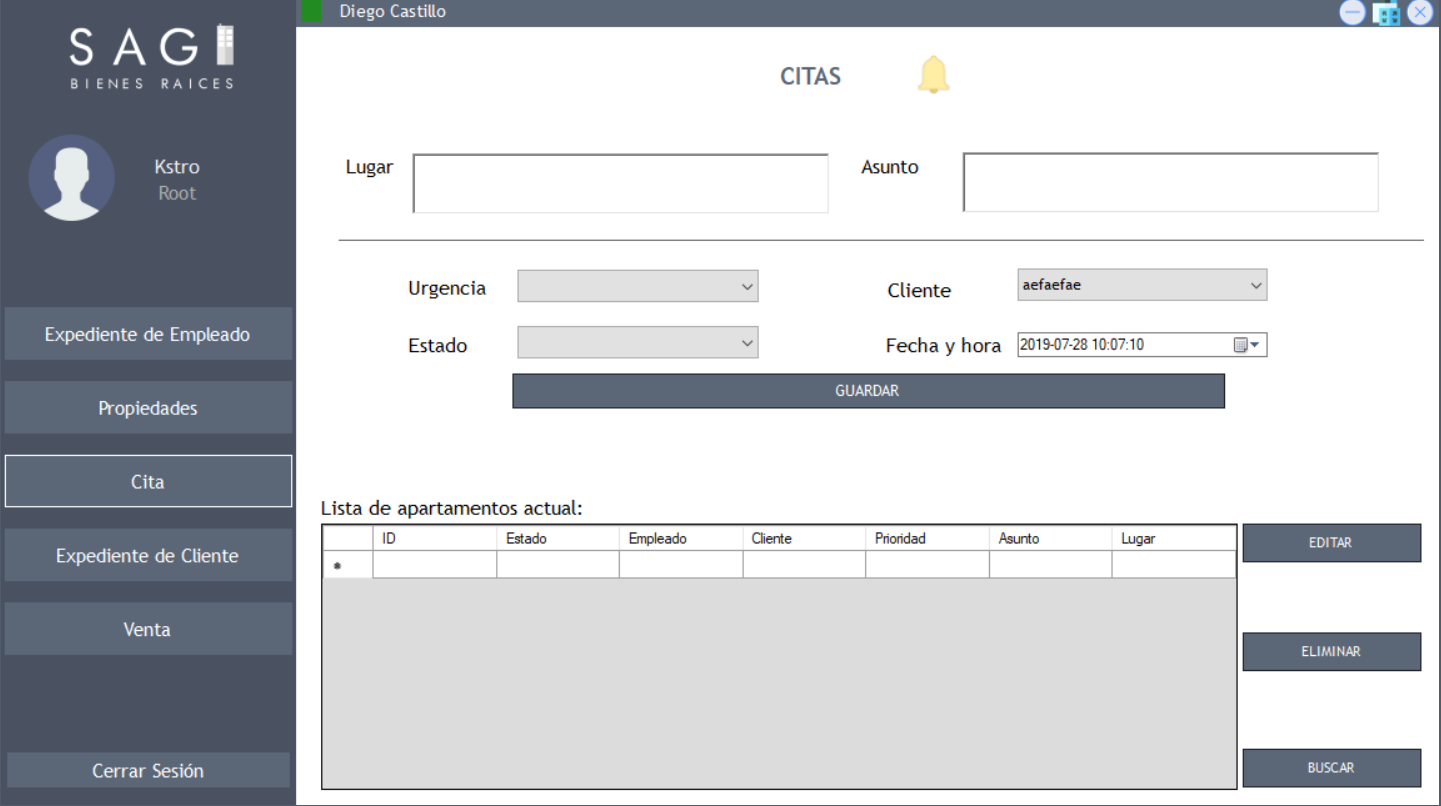 SAGI
BIENES RAICES
Kstro
Root
Expediente de Empleado
Propiedades
Cita
Expediente de Cliente
Venta
Cerrar Sesión
Diego Castillo
CITAS
Lugar
Asunto
Urgencia
Cliente aefaefae
Estado
Fecha y hora 2019-07-28 10:07:10
GUARDAR
Lista de apartamentos actual:
ID Estado Empleado Cliente Prioridad Asunto Lugar
EDITAR
ELIMINAR
BUSCAR